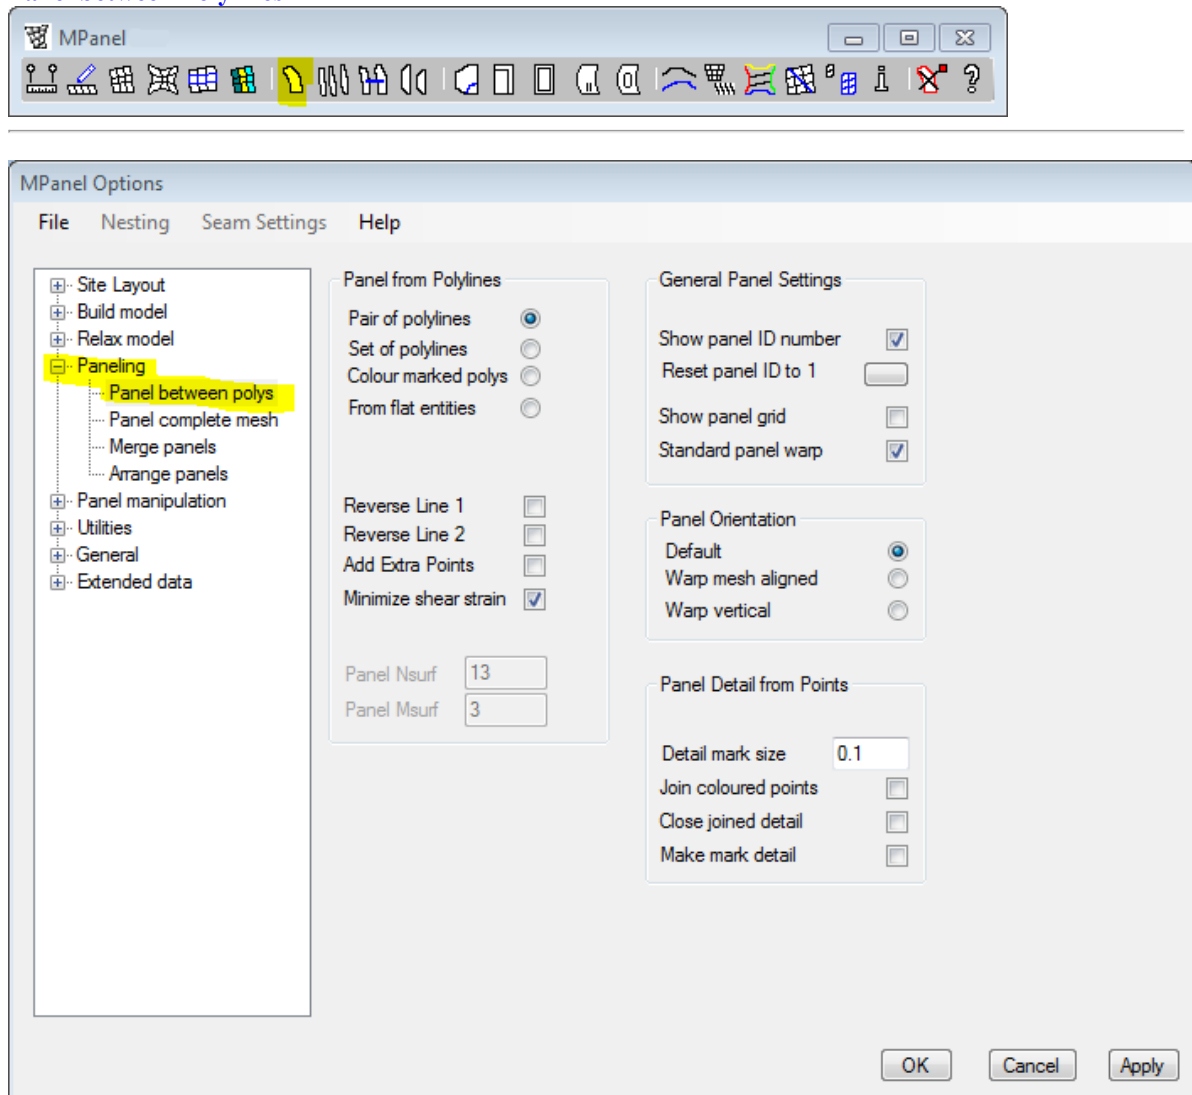 MPanel
MPanel Options
File Nesting Seam Settings Help
Site Layout
Build model
Relax model
Paneling
Panel between polys
Panel complete mesh
Merge panels
Arrange panels
Panel manipulation
Utilities
General
Extended data
Panel from Polylines
Pair of polylines
Set of polylines
Colour marked polys
From flat entities
Reverse Line 1
Reverse Line 2
Add Extra Points
Minimize shear strain
Panel Nsurf 13
Panel Msurf 3
General Panel Settings
Show panel ID number
Reset panel ID to 1
Show panel grid
Standard panel warp
Panel Orientation
Default
Warp mesh aligned
Warp vertical
Panel Detail from Points
Detail mark size 0.1
Join coloured points
Close joined detail
Make mark detail
OK Cancel Apply